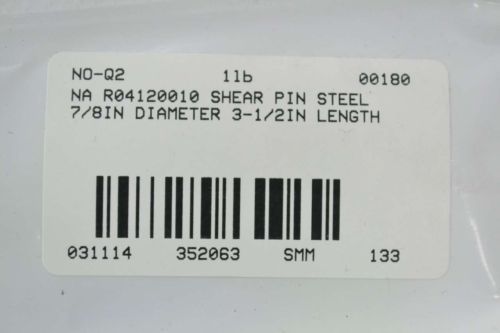 NO-Q2 1lb 00180
NA R04120010 SHEAR PIN STEEL
7/8IN DIAMETER 3-1/2IN LENGTH
031114 352063 SMM 133